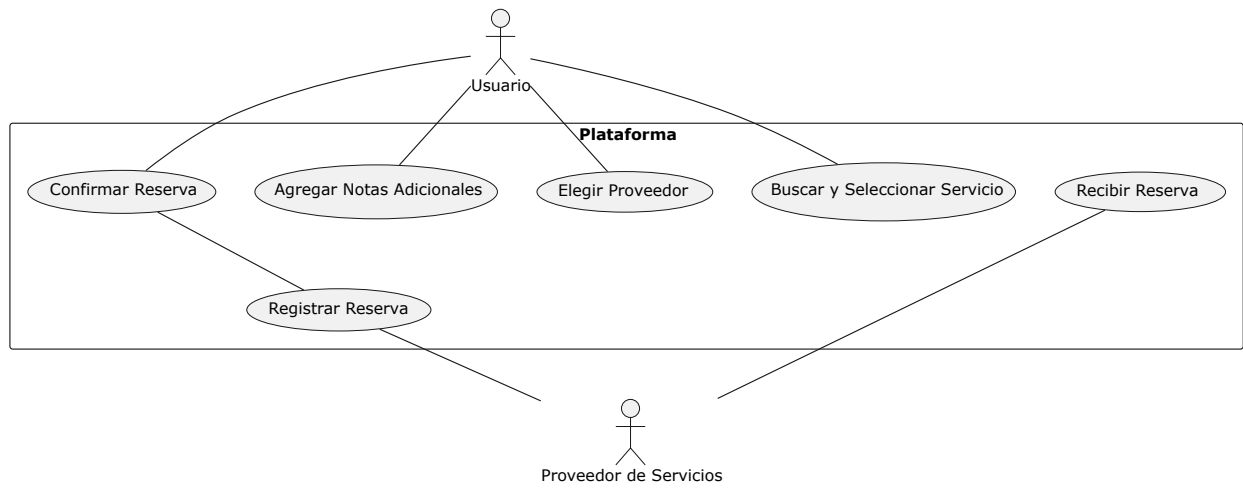 Usuario
Plataforma
Confirmar Reserva
Agregar Notas Adicionales
Elegir Proveedor
Buscar y Seleccionar Servicio
Recibir Reserva
Registrar Reserva
Proveedor de Servicios